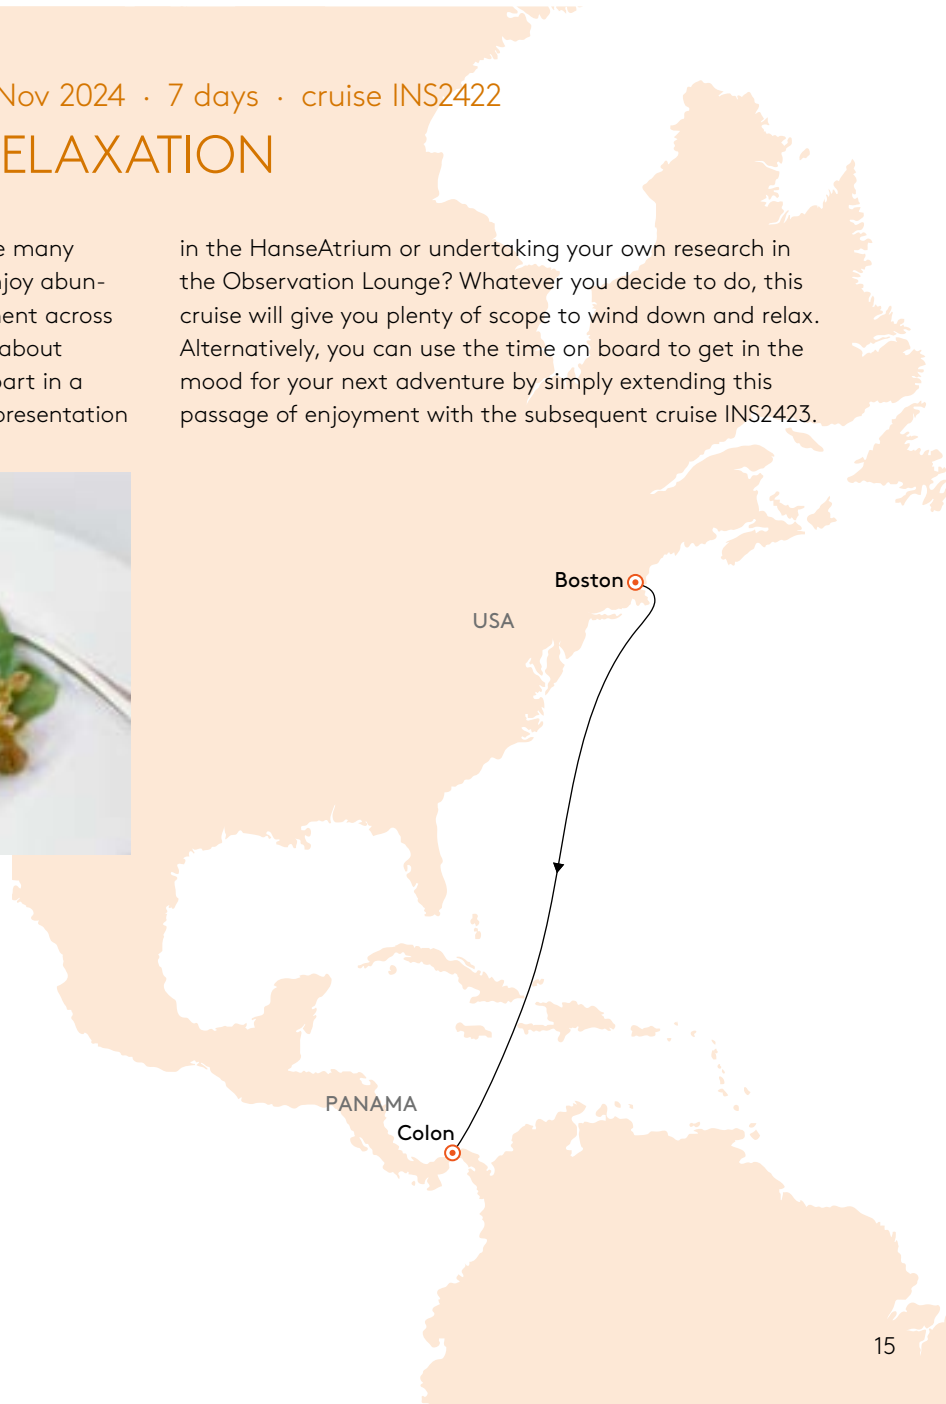 Nov 2024 · 7 days · cruise INS2422
ELAXATION
e many
joy abun-
ent across
about
part in a
presentation
in the HanseAtrium or undertaking your own research in
the Observation Lounge? Whatever you decide to do, this
cruise will give you plenty of scope to wind down and relax.
Alternatively, you can use the time on board to get in the
mood for your next adventure by simply extending this
passage of enjoyment with the subsequent cruise INS2423.
Boston
USA
PANAMA
Colon
15